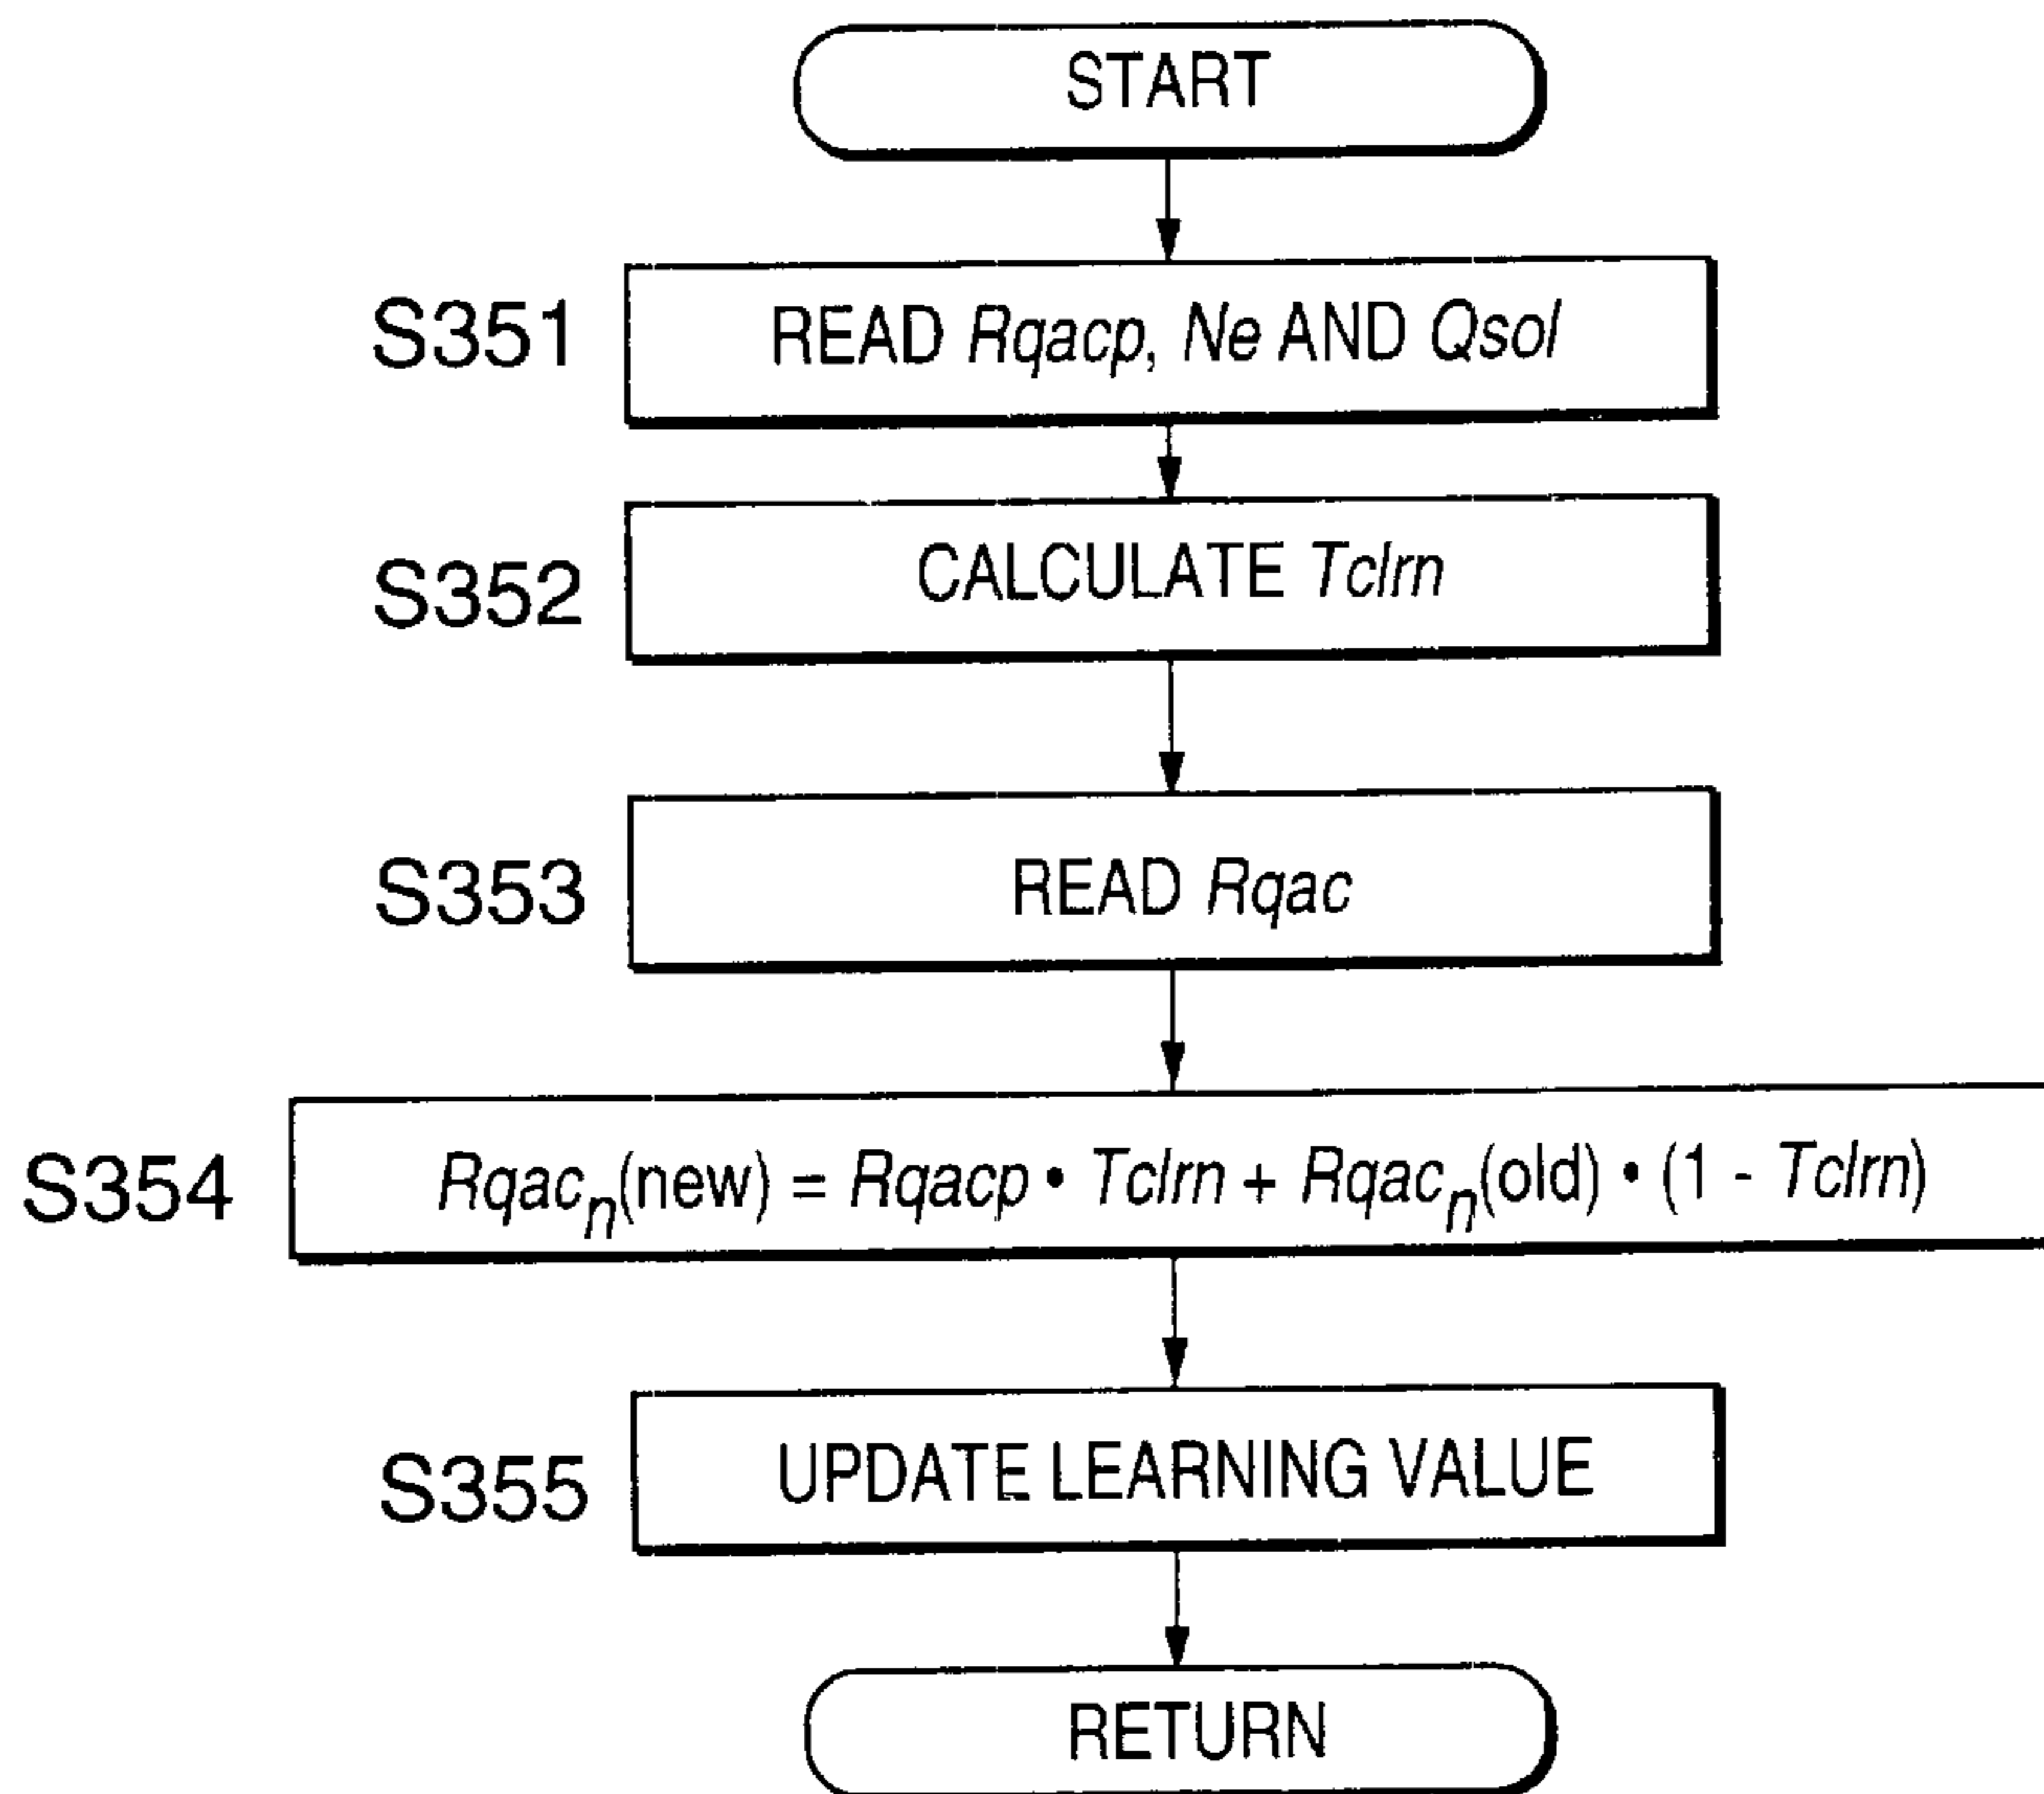 START
S351
READ Rqacp, Ne AND Qsol
S352
CALCULATE Tclrn
S353
READ Rqac
S354
Rqacn(new) = Rqacp • Tclrn + Rqacn(old) • (1 - Tclrn)
S355
UPDATE LEARNING VALUE
RETURN